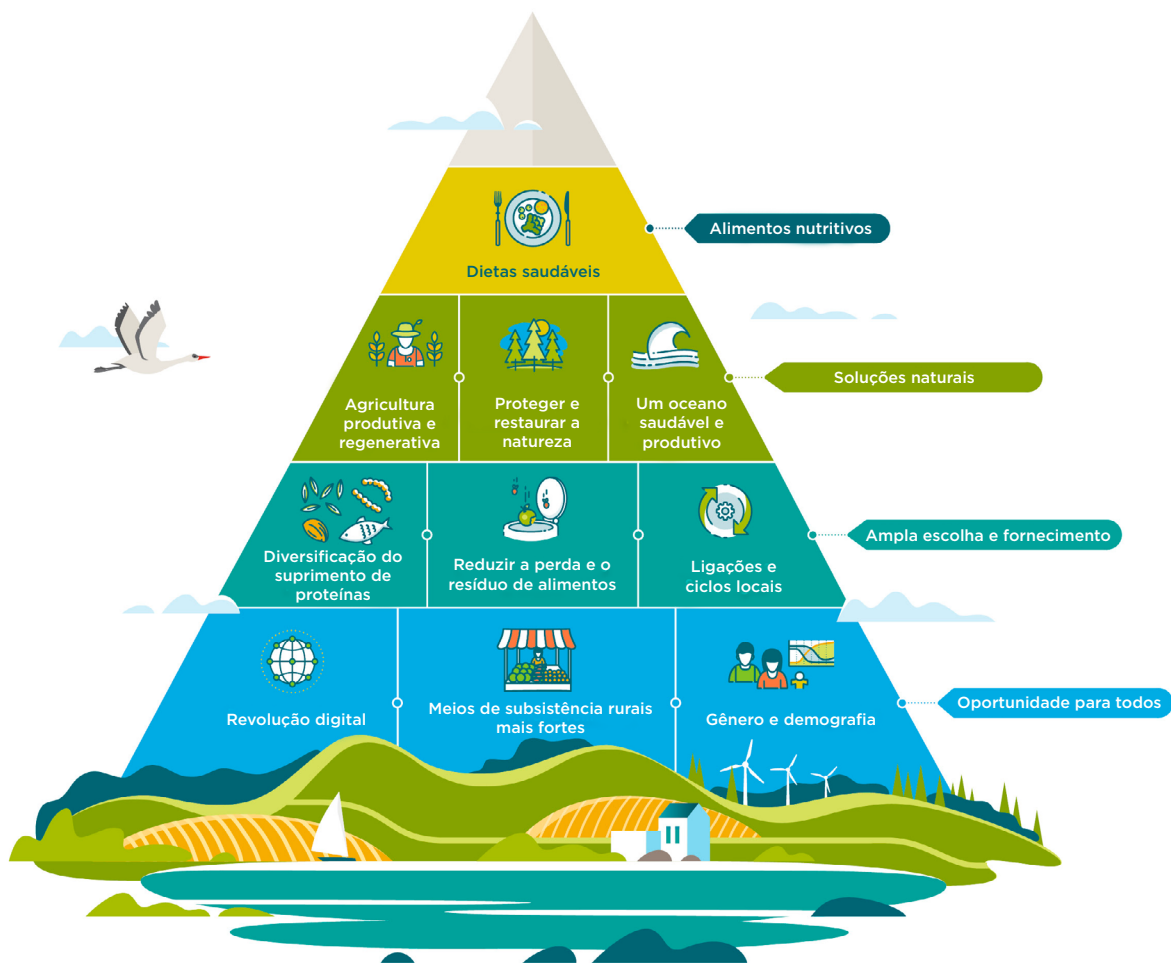 Alimentos nutritivos
Dietas saudáveis
Soluções naturais
Agricultura
produtiva e
regenerativa
Proteger e
restaurar a
natureza
Um oceano
saudável e
produtivo
Ampla escolha e fornecimento
Diversificação do
suprimento de
proteínas
Reduzir a perda e o
resíduo de alimentos
Ligações e
ciclos locais
Oportunidade para todos
Revolução digital
Meios de subsistência rurais
mais fortes
Gênero e demografia